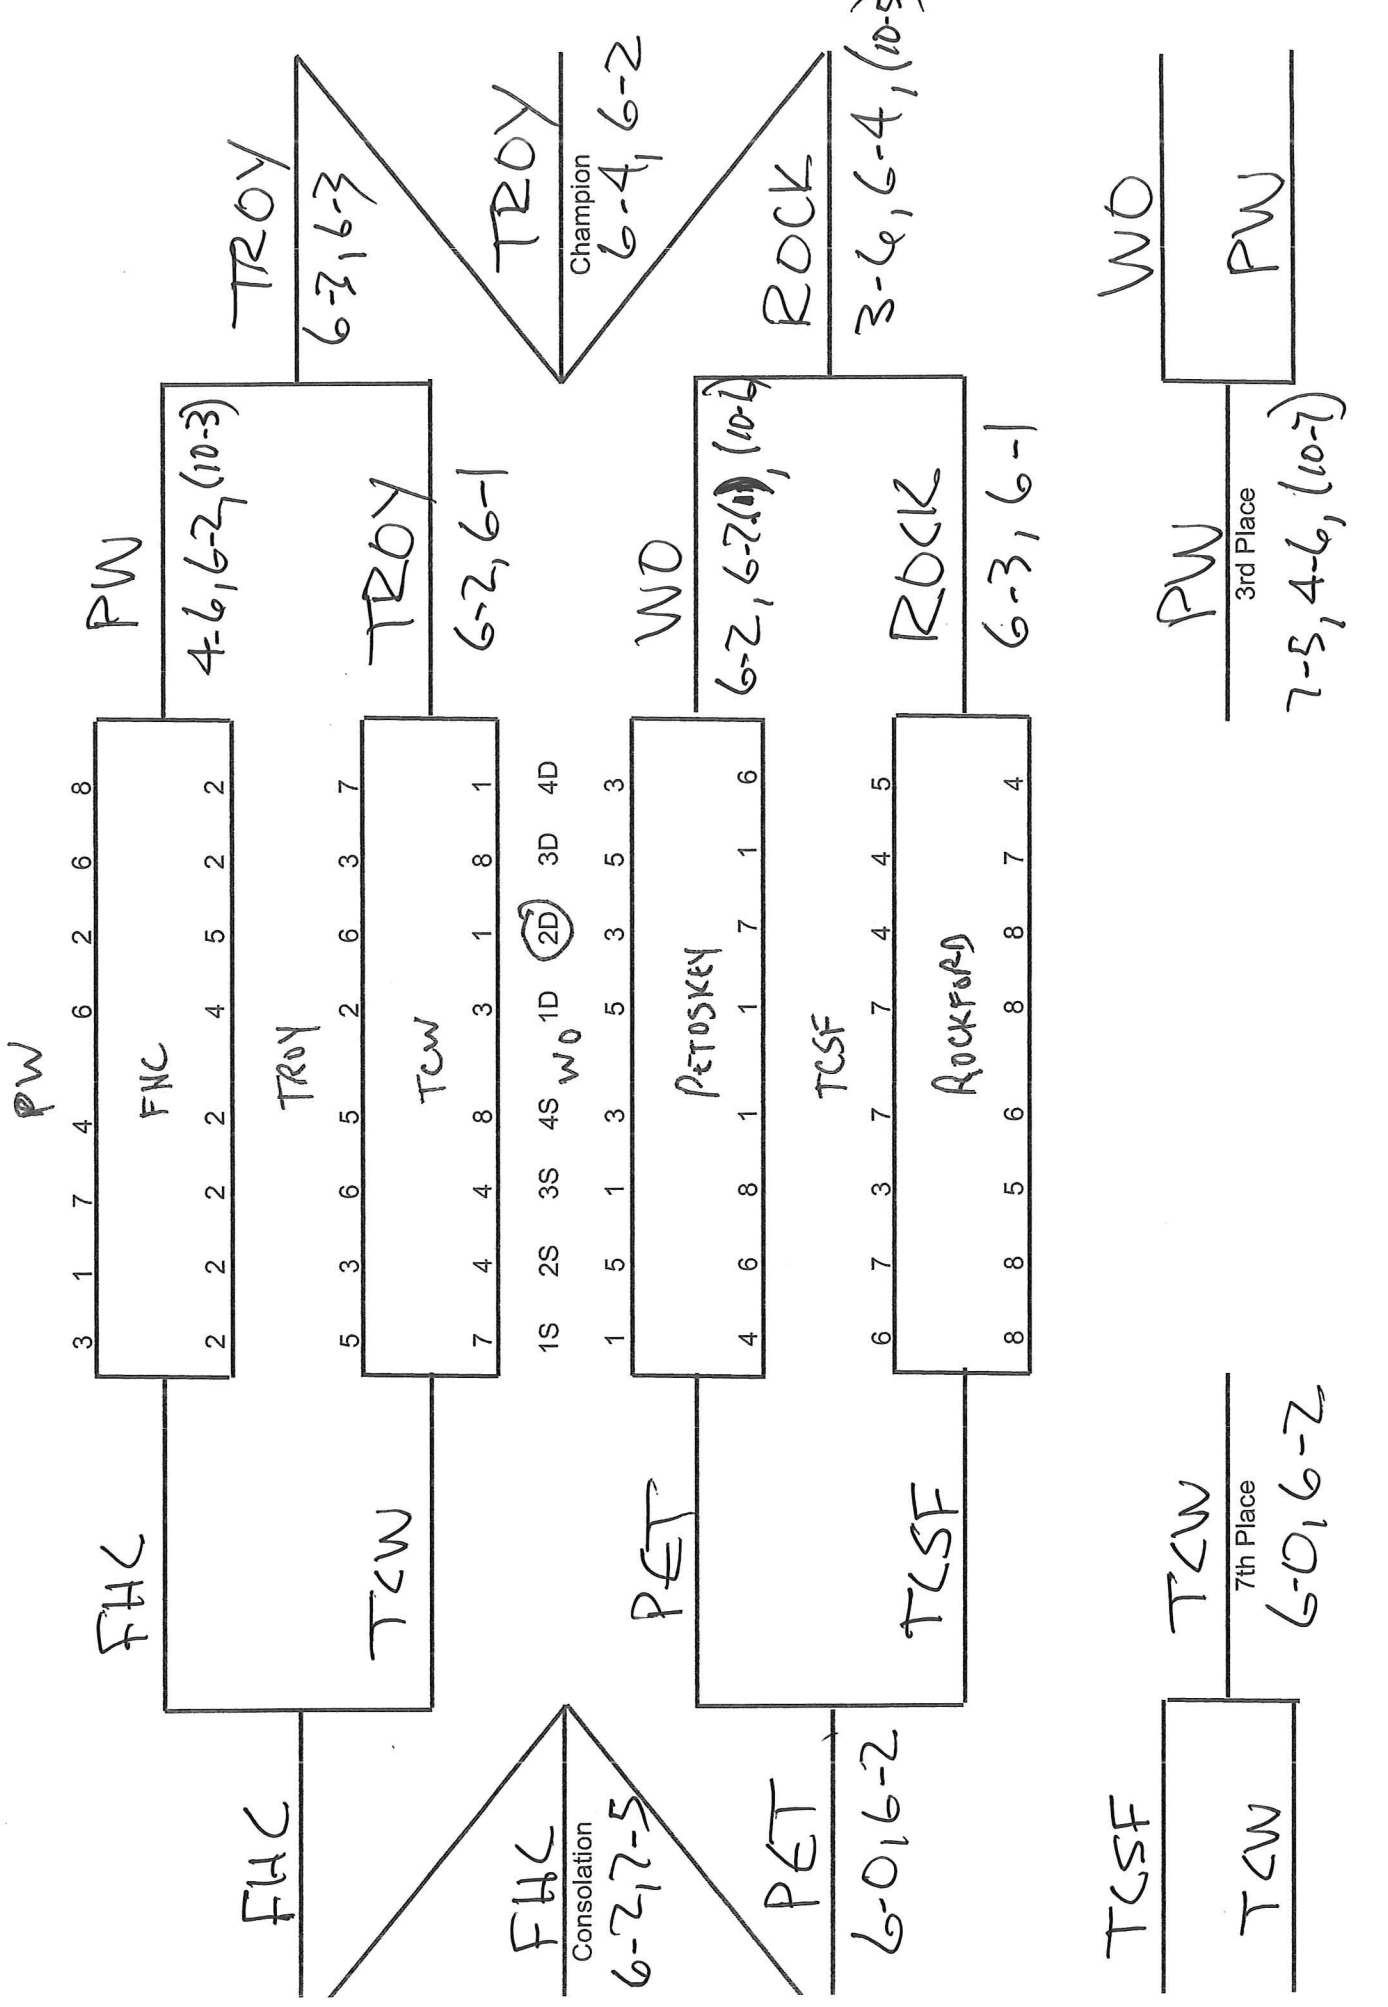 PW
3 1 7 4 6 2 6 8
FHC
PW
FNC
4-6, 6-2, (10-3)
2 2 2 2 4 5 2 2
FHC
TROY
TROY
6-3, 6-3
5 3 6 5 2 6 3 7
TCW
TCW
TROY
7 4 4 8 3 1 8 1
6-2, 6-1
FHC
Consolation
6-2, 7-5
1S 2S 3S 4S 1D 2D 3D 4D
WO
TROY
Champion
6-4, 6-2
1 5 1 3 5 3 5 3
PET
PETOSKEY
WO
4 6 8 1 1 7 1 6
6-2, 6-7
PET
6-0, 6-2
TCSF
ROCK
3-6, 6-4,
6 7 3 7 7 4 4 5
TCSF
ROCKFORD
ROCK
8 8 5 6 8 8 7 4
6-3, 6-1
TCSF
TCW
TCW
7th Place
6-0, 6-2
PW
3rd Place
7-5, 4-6, (10-7)
WO
PW